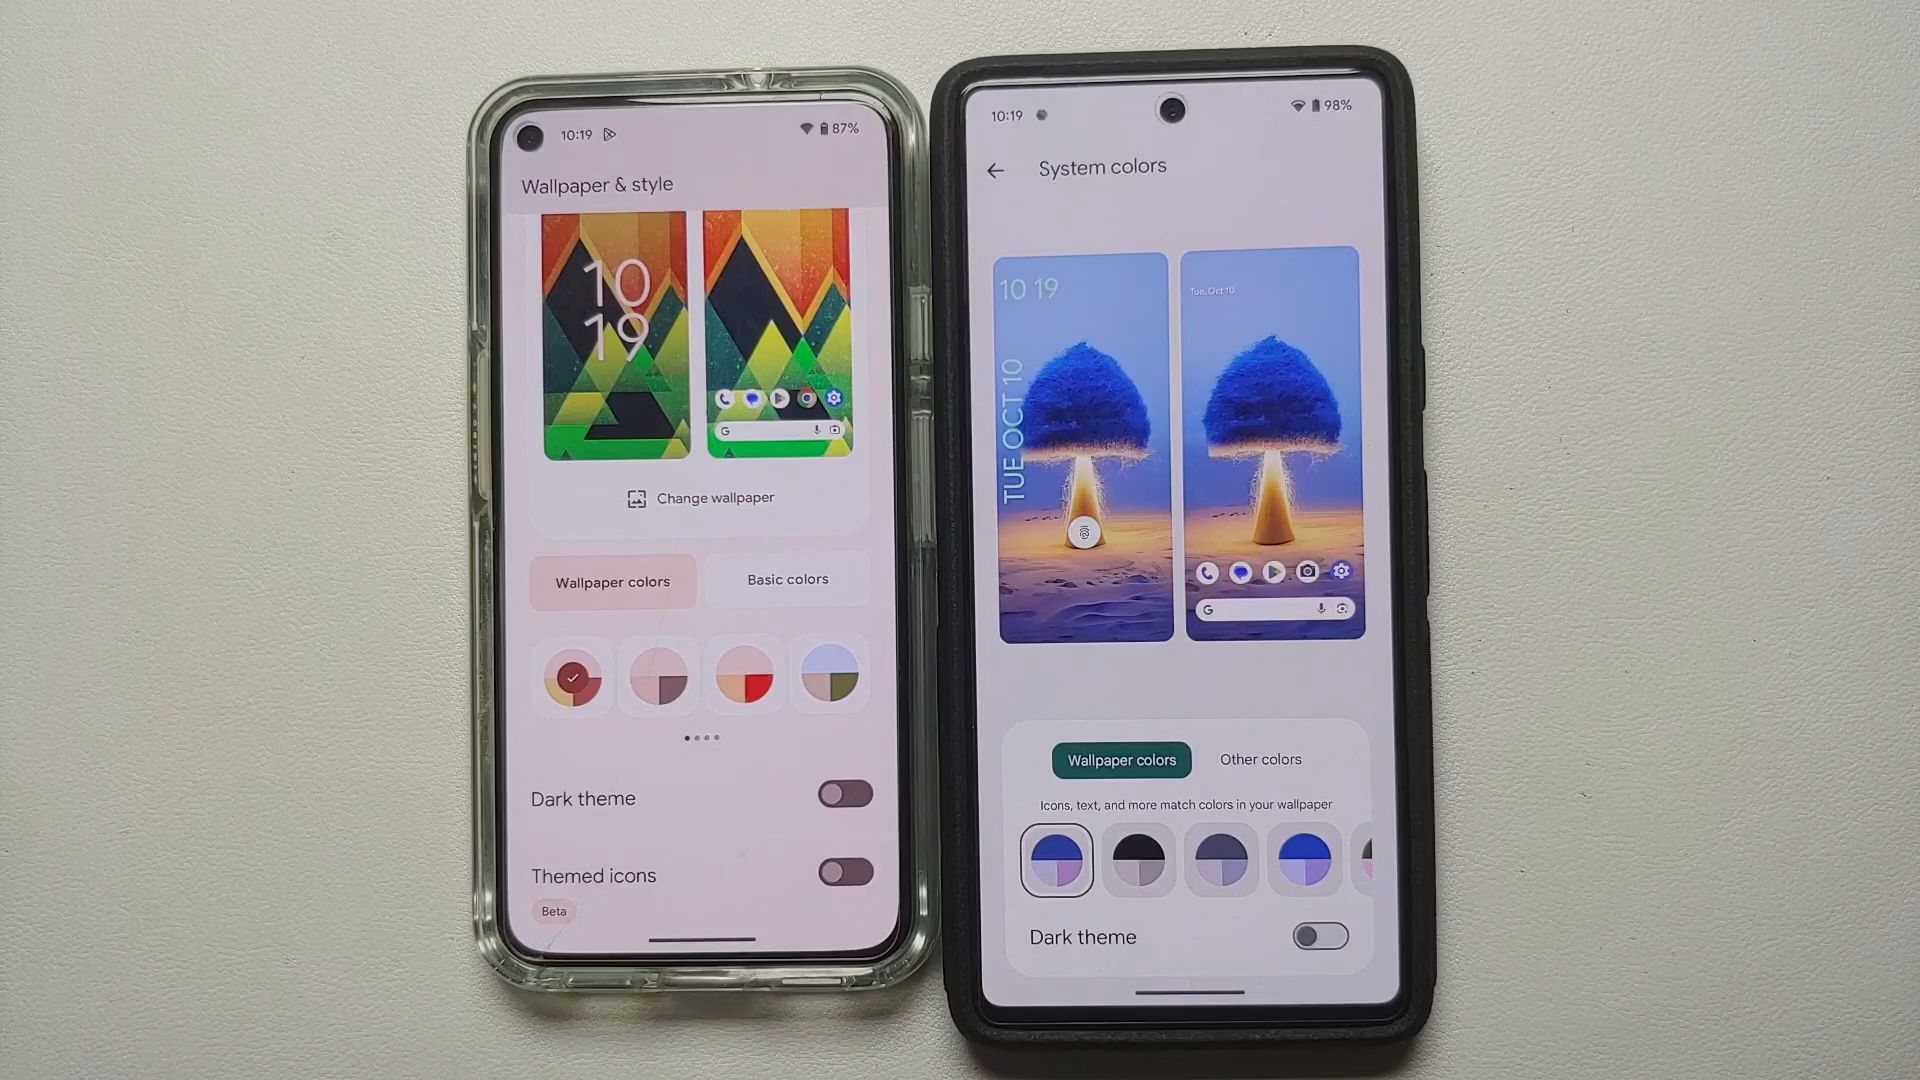 10:19
87%
Wallpaper & style
10
19
G
Change wallpaper
Wallpaper colors
Basic colors
Dark theme
Themed icons
Beta
10:19
98%
System colors
10 19
TUE OCT 10
Tue, Oct 10
G
Wallpaper colors
Other colors
Icons, text, and more match colors in your wallpaper
Dark theme